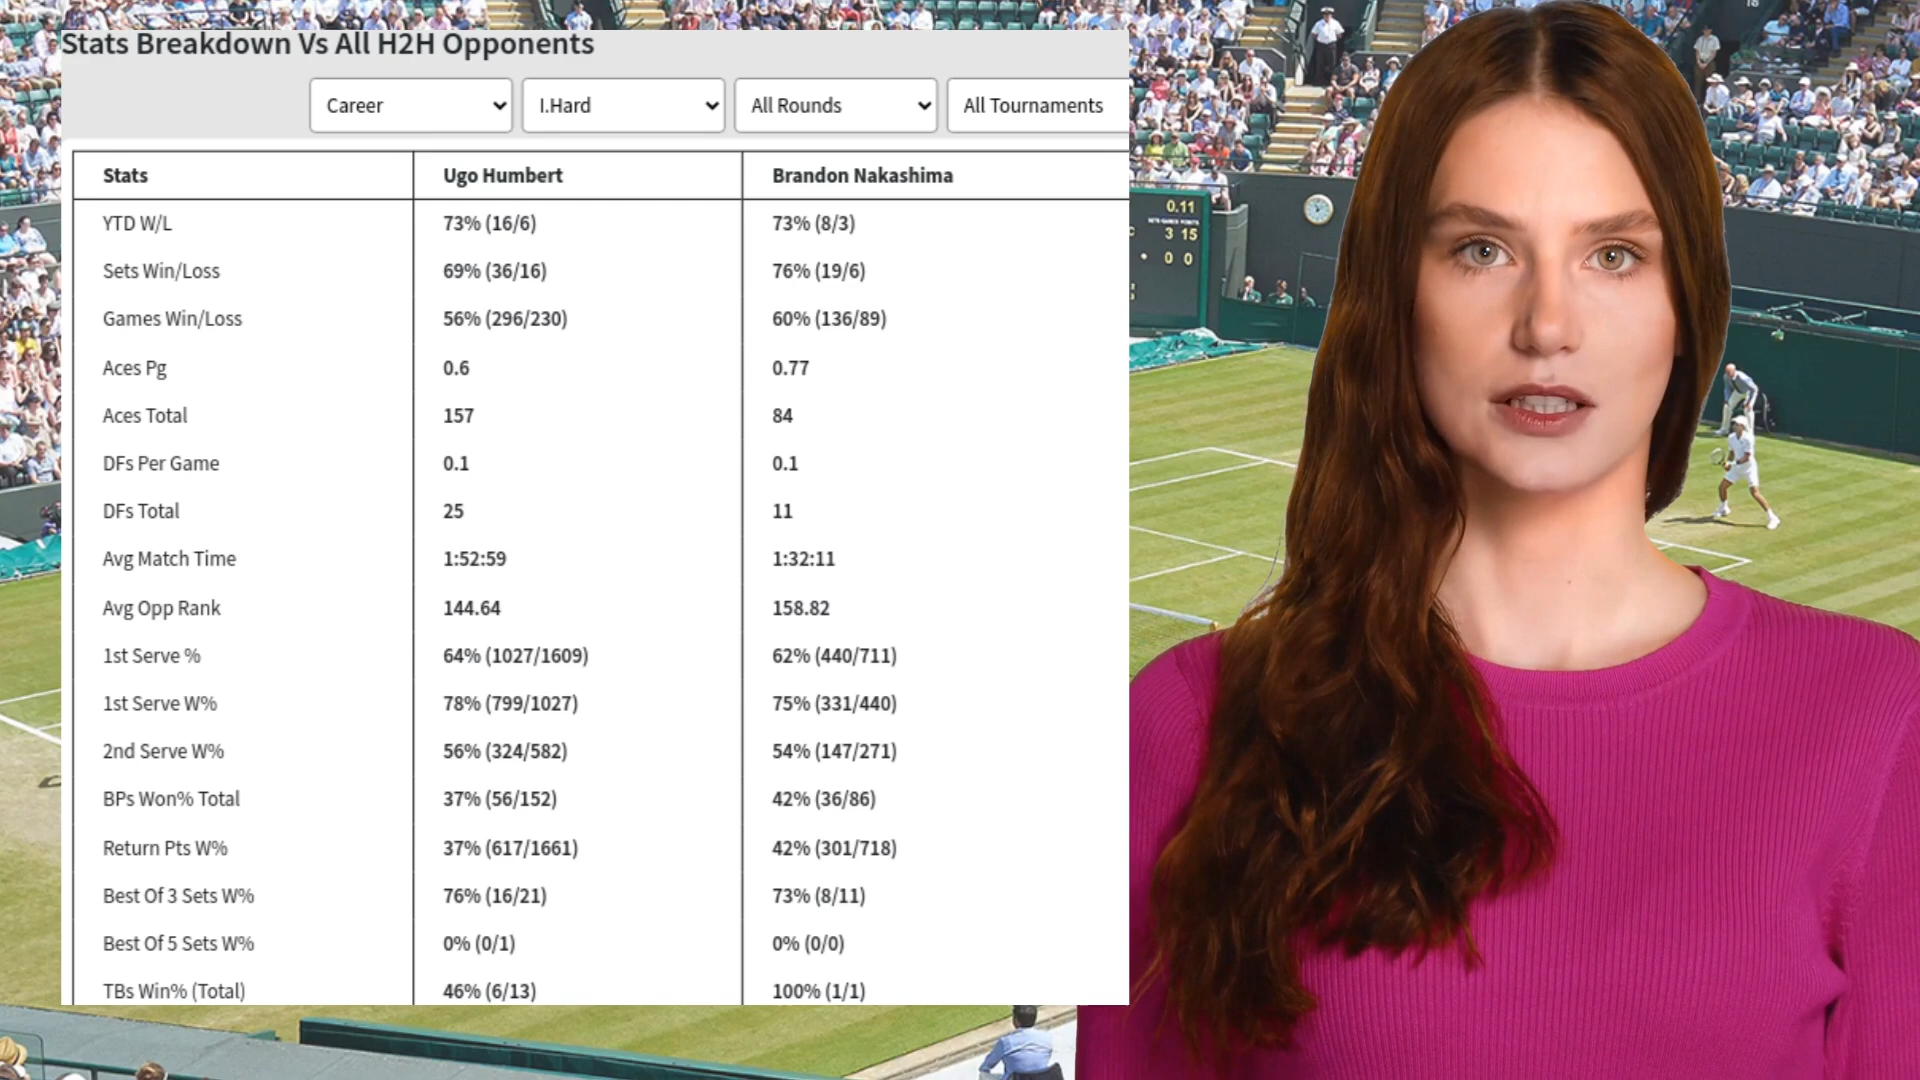 Stats Breakdown Vs All H2H Opponents
Career I.Hard All Rounds All Tournaments
Stats Ugo Humbert Brandon Nakashima
YTD W/L 73% (16/6) 73% (8/3)
Sets Win/Loss 69% (36/16) 76% (19/6)
Games Win/Loss 56% (296/230) 60% (136/89)
Aces Pg 0.6 0.77
Aces Total 157 84
DFs Per Game 0.1 0.1
DFs Total 25 11
Avg Match Time 1:52:59 1:32:11
Avg Opp Rank 144.64 158.82
1st Serve % 64% (1027/1609) 62% (440/711)
1st Serve W% 78% (799/1027) 75% (331/440)
2nd Serve W% 56% (324/582) 54% (147/271)
BPs Won% Total 37% (56/152) 42% (36/86)
Return Pts W% 37% (617/1661) 42% (301/718)
Best Of 3 Sets W% 76% (16/21) 73% (8/11)
Best Of 5 Sets W% 0% (0/1) 0% (0/0)
TBs Win% (Total) 46% (6/13) 100% (1/1)
18
0.11
3 15
0 0